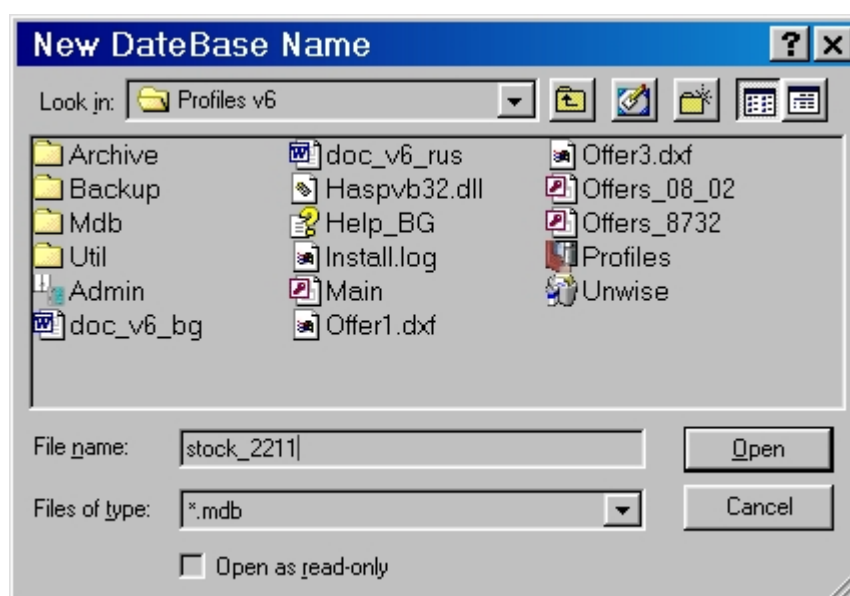 New DateBase Name
Look in: Profiles v6
Archive
Backup
Mdb
Util
Admin
doc_v6_bg
doc_v6_rus
Haspvb32.dll
Help_BG
Install.log
Main
Offer1.dxf
Offer3.dxf
Offers_08_02
Offers_8732
Profiles
Unwise
File name: stock_2211 Open
Files of type: *.mdb Cancel
Open as read-only